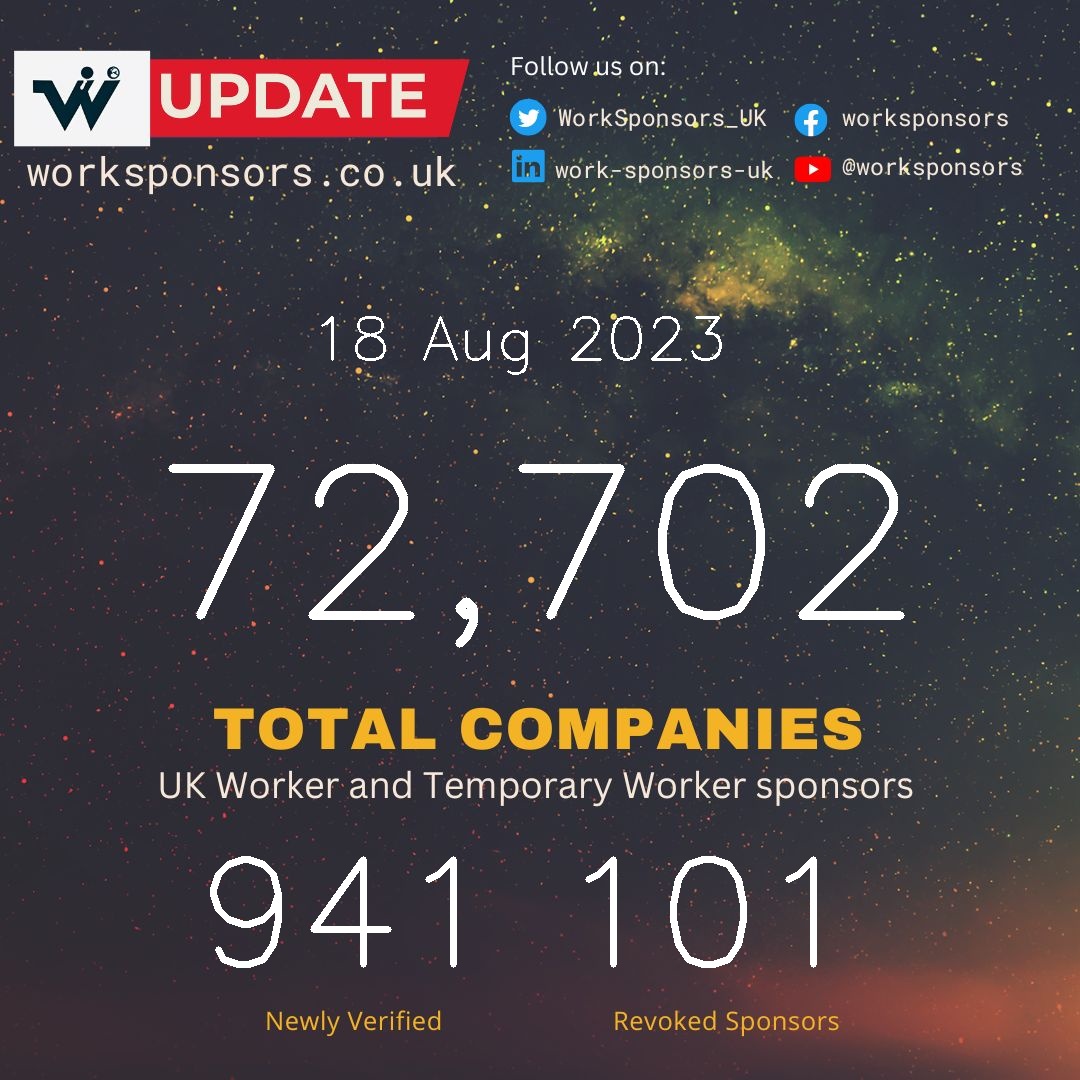 UPDATE
worksponsors.co.uk
Follow us on:
WorkSponsors_UK
worksponsors
work-sponsors-uk
@worksponsors
18 Aug 2023
72,702
TOTAL COMPANIES
UK Worker and Temporary Worker sponsors
941 101
Newly Verified
Revoked Sponsors